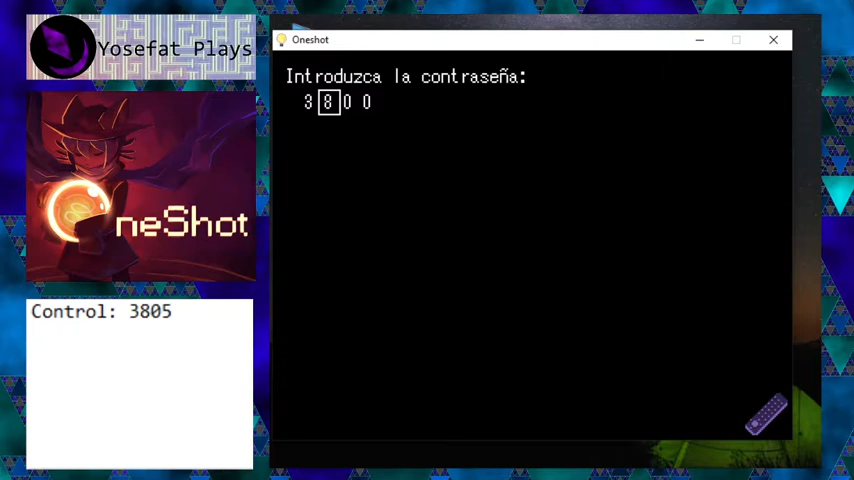 Yosefat Plays
Oneshot
Introduzca la contraseña:
3 8 0 0
neShot
Control: 3805